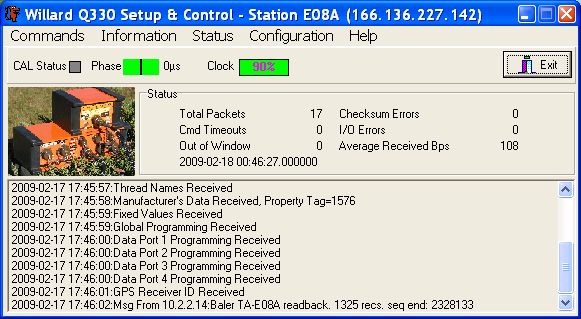 Willard Q330 Setup & Control - Station E08A (166.136.227.142)
Commands Information Status Configuration Help
CAL Status Phase 0µs Clock 90% Exit
Status
Total Packets 17 Checksum Errors 0
Cmd Timeouts 0 I/O Errors 0
Out of Window 0 Average Received Bps 108
2009-02-18 00:46:27.000000
2009-02-17 17:45:57:Thread Names Received
2009-02-17 17:45:58:Manufacturer's Data Received, Property Tag=1576
2009-02-17 17:45:59:Fixed Values Received
2009-02-17 17:45:59:Global Programming Received
2009-02-17 17:46:00:Data Port 1 Programming Received
2009-02-17 17:46:00:Data Port 2 Programming Received
2009-02-17 17:46:00:Data Port 3 Programming Received
2009-02-17 17:46:00:Data Port 4 Programming Received
2009-02-17 17:46:01:GPS Receiver ID Received
2009-02-17 17:46:02:Msg From 10.2.2.14:Baler TA-E08A readback. 1325 recs. seq end: 2328133